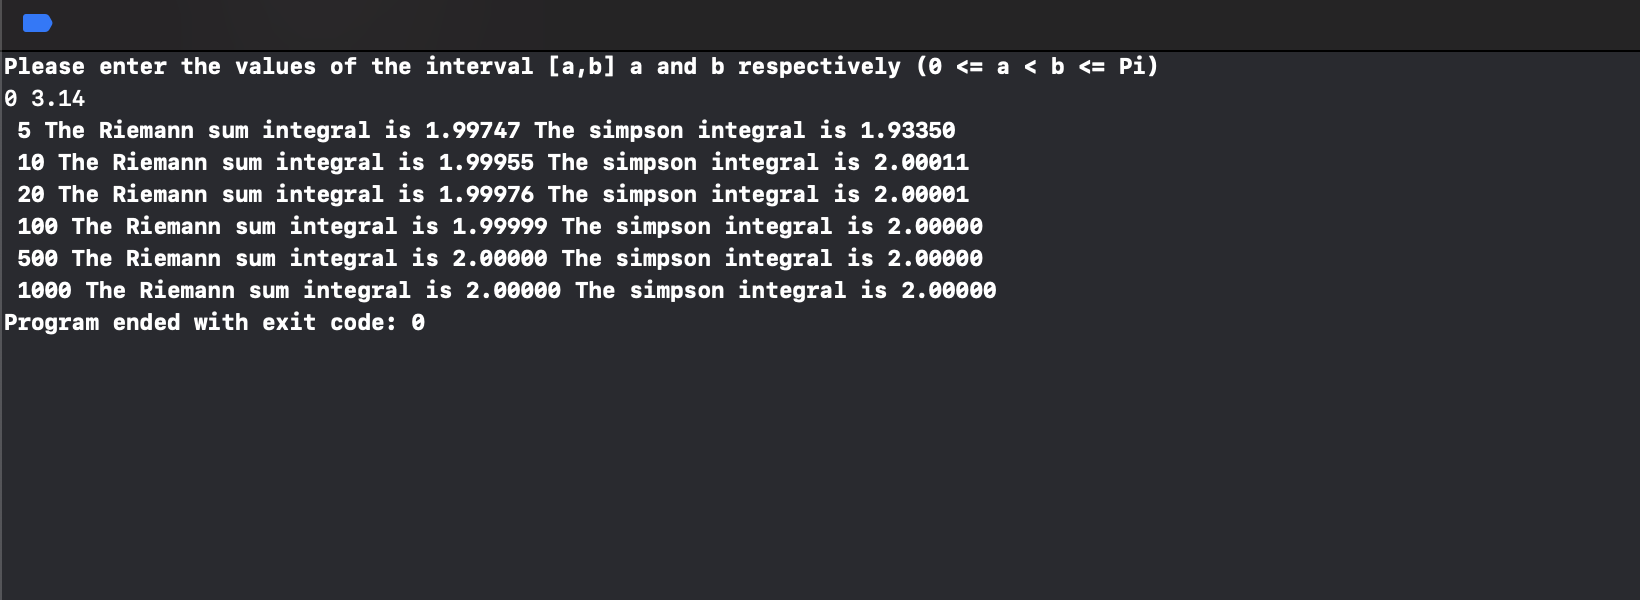 Please enter the values of the interval [a,b] a and b respectively (0 <= a < b <= Pi)
0 3.14
5 The Riemann sum integral is 1.99747 The simpson integral is 1.93350
10 The Riemann sum integral is 1.99955 The simpson integral is 2.00011
20 The Riemann sum integral is 1.99976 The simpson integral is 2.00001
100 The Riemann sum integral is 1.99999 The simpson integral is 2.00000
500 The Riemann sum integral is 2.00000 The simpson integral is 2.00000
1000 The Riemann sum integral is 2.00000 The simpson integral is 2.00000
Program ended with exit code: 0